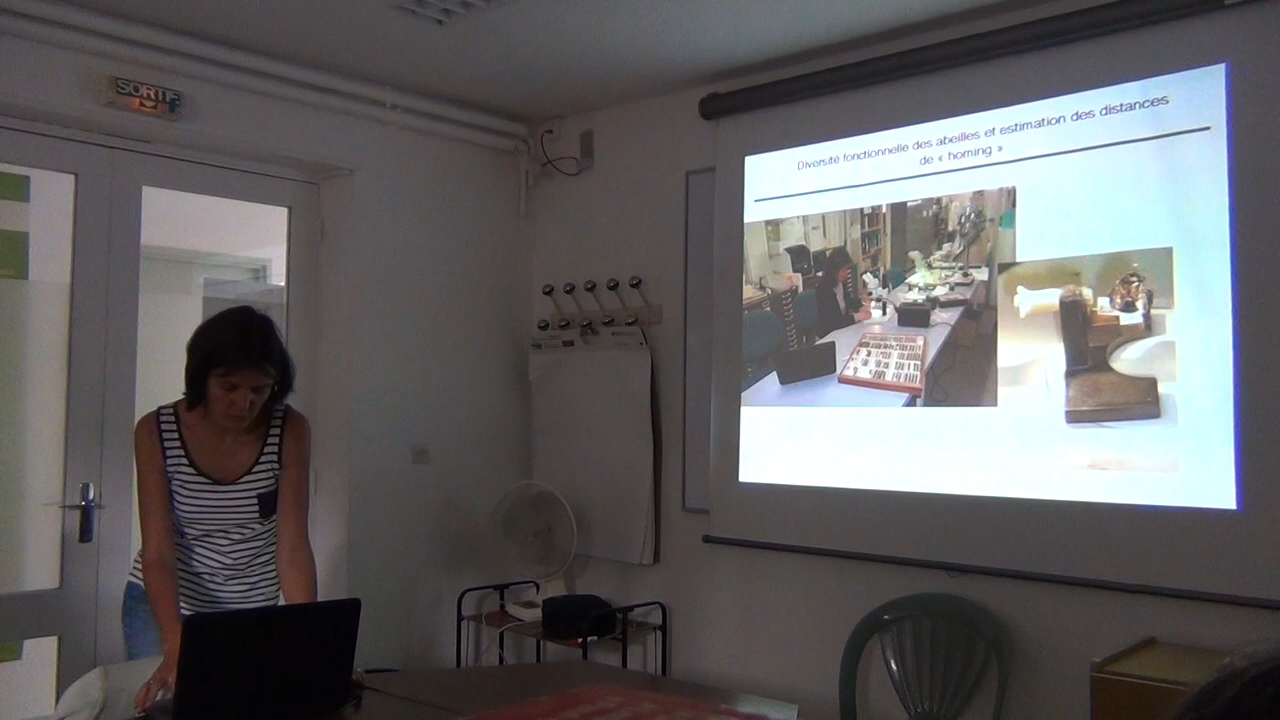 SORTIE
Diversité fonctionnelle des abeilles et estimation des distances
de « homing »